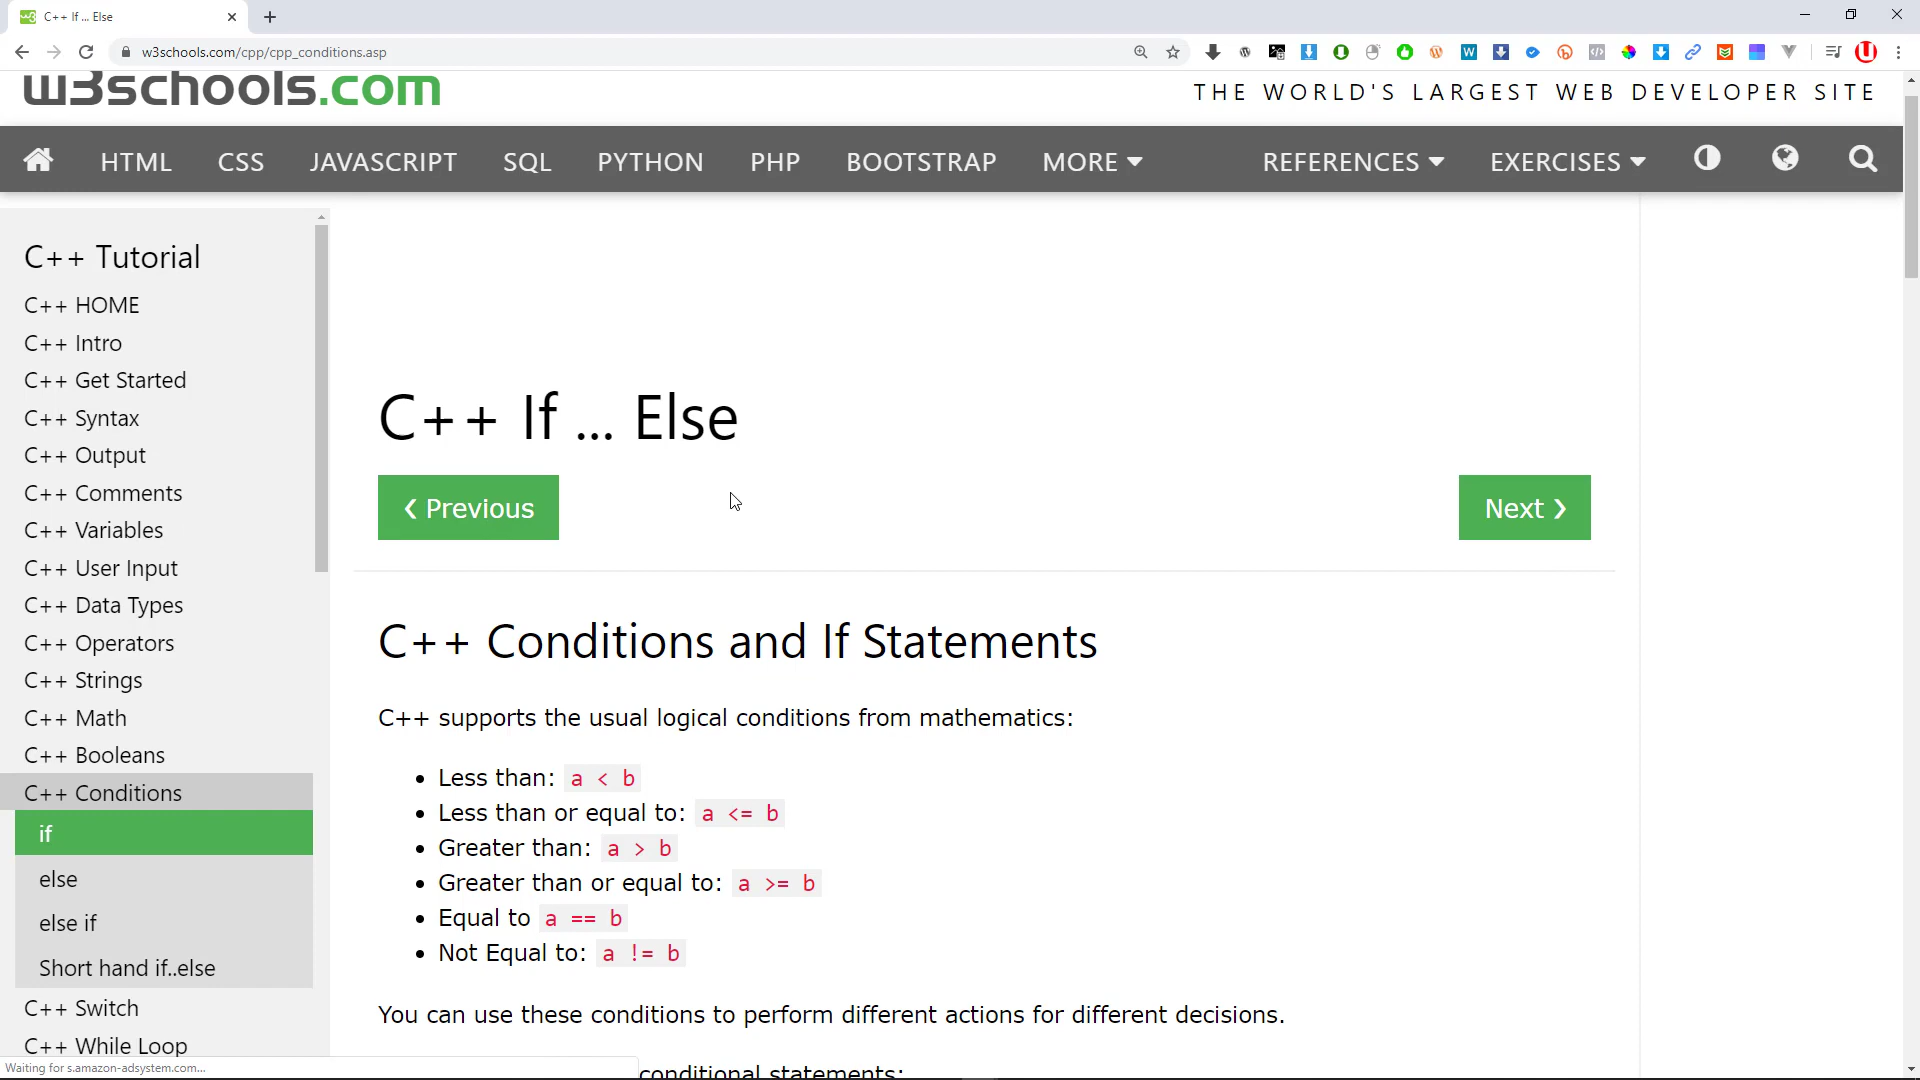 C++ If ... Else
w3schools.com/cpp/cpp_conditions.asp
w3schools.com
THE WORLD'S LARGEST WEB DEVELOPER SITE
HTML CSS JAVASCRIPT SQL PYTHON PHP BOOTSTRAP MORE REFERENCES EXERCISES
C++ Tutorial
C++ HOME
C++ Intro
C++ Get Started
C++ Syntax
C++ Output
C++ Comments
C++ Variables
C++ User Input
C++ Data Types
C++ Operators
C++ Strings
C++ Math
C++ Booleans
C++ Conditions
if
else
else if
Short hand if..else
C++ Switch
C++ While Loop
C++ If ... Else
❮ Previous
Next ❯
C++ Conditions and If Statements
C++ supports the usual logical conditions from mathematics:
• Less than: a < b
• Less than or equal to: a <= b
• Greater than: a > b
• Greater than or equal to: a >= b
• Equal to a == b
• Not Equal to: a != b
You can use these conditions to perform different actions for different decisions.
conditional statements:
Waiting for s.amazon-adsystem.com...